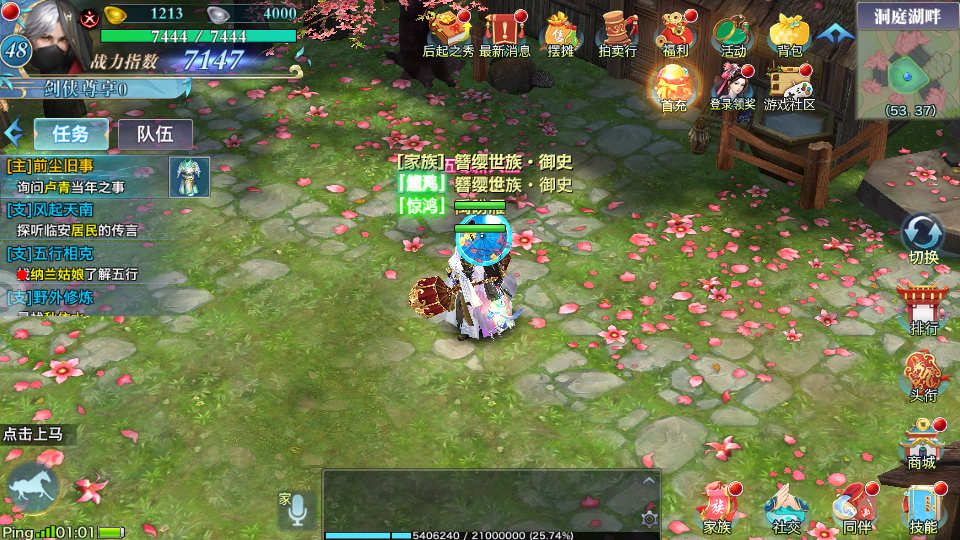 1213
4000
48
7444 / 7444
战力指数 7147
剑侠尊享0
后起之秀
最新消息
摆摊
拍卖行
福利
活动
背包
洞庭湖畔
(53, 37)
首充
登录领奖
游戏社区
任务
队伍
[主]前尘旧事
询问卢青当年之事
[支]风起天南
探听临安居民的传言
[支]五行相克
纳兰姑娘了解五行
[支]野外修炼
[家族] 簪缨世族·御史
簪缨世族·御史
[惊鸿]
切换
排行
头衔
商城
点击上马
家
家族
社交
同伴
技能
Ping
01:01
5406240 / 21000000 (25.74%)